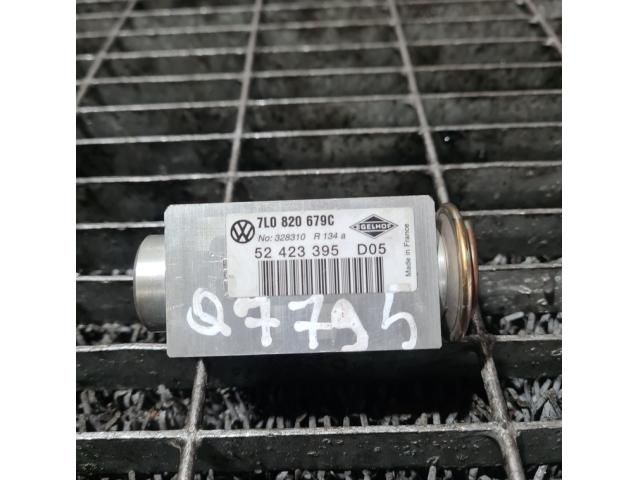 7L0 820 679C
No: 328310 R 134 a
EGELHOF
52 423 395 D05
Made in France
Q7795